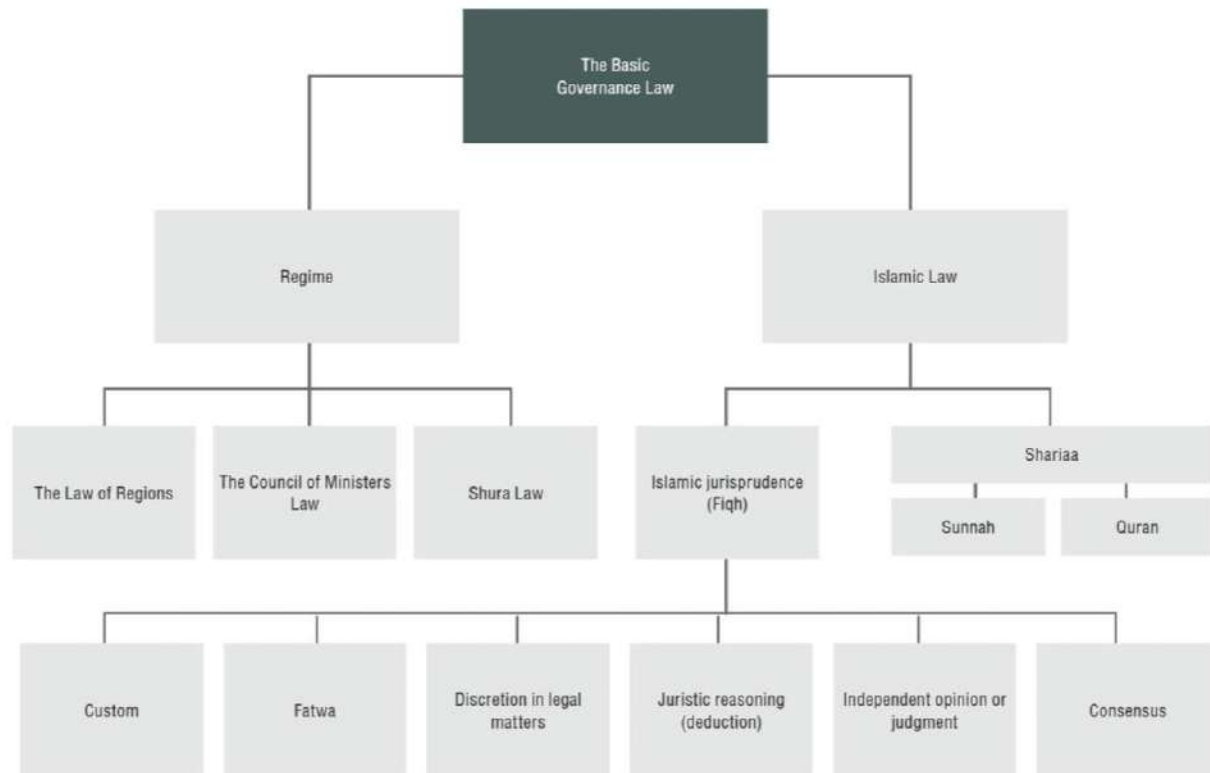 The Basic
Governance Law
Regime
Islamic Law
The Law of Regions
The Council of Ministers
Law
Shura Law
Islamic jurisprudence
(Fiqh)
Shariaa
Sunnah
Quran
Custom
Fatwa
Discretion in legal
matters
Juristic reasoning
(deduction)
Independent opinion or
judgment
Consensus